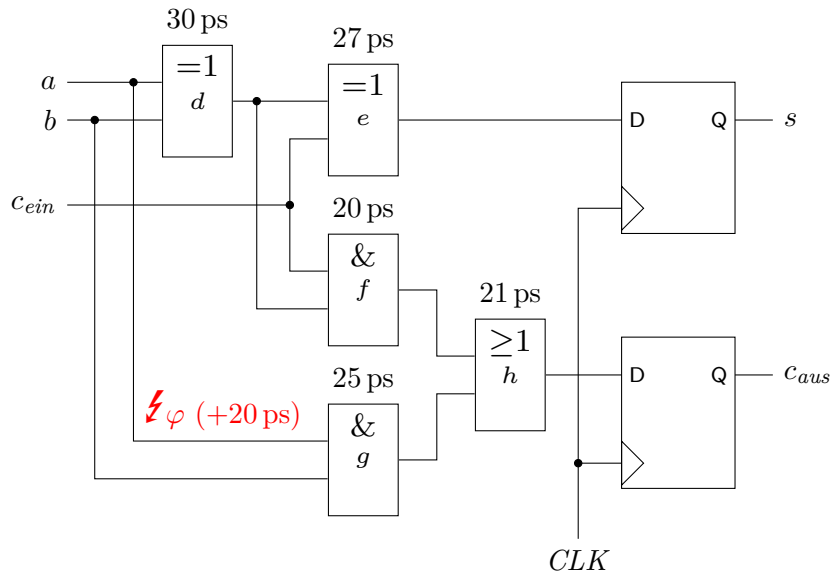 30 ps
27 ps
a
=1
d
=1
e
b
D
Q
s
c_ein
20 ps
&
f
21 ps
≥1
h
25 ps
D
Q
c_aus
φ (+20 ps)
&
g
CLK